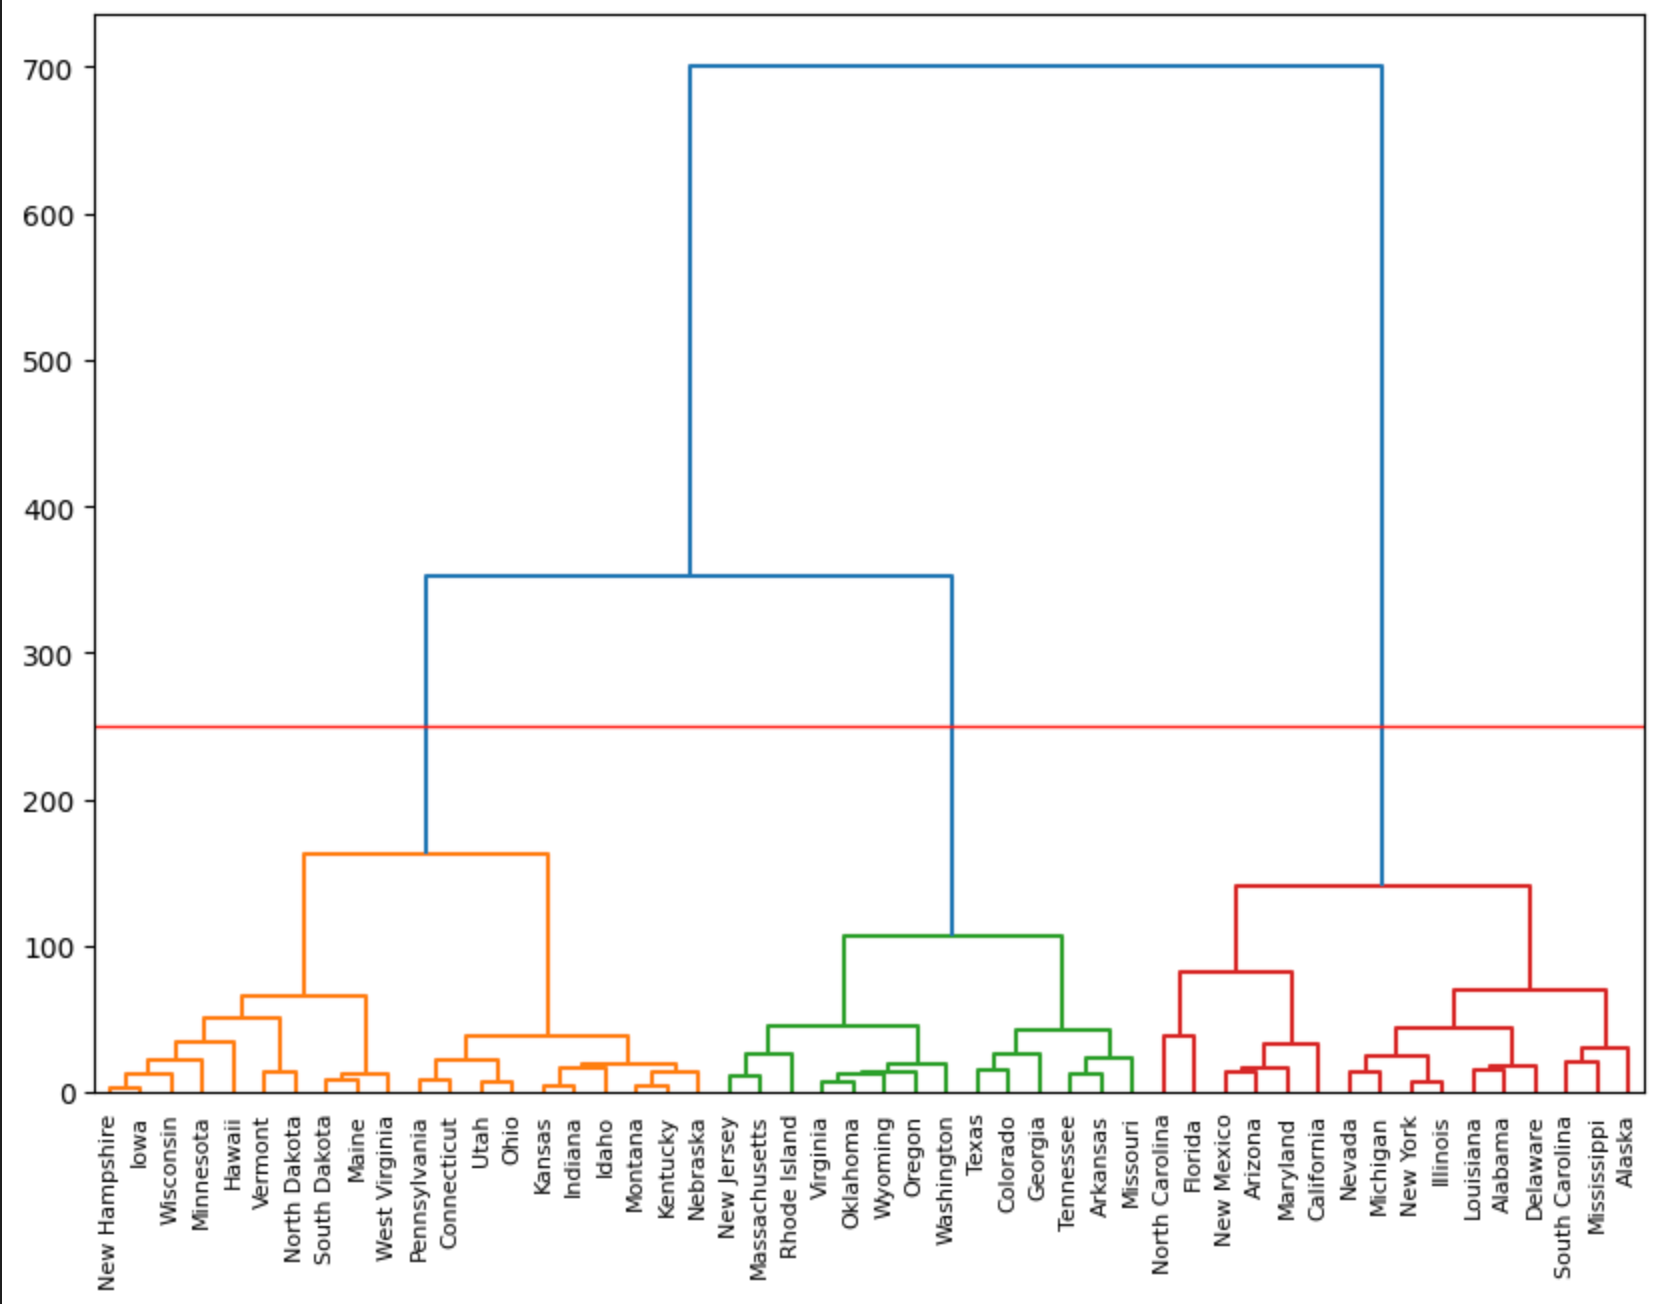 700
600
500
400
300
200
100
0
New Hampshire
Iowa
Wisconsin
Minnesota
Hawaii
Vermont
North Dakota
South Dakota
Maine
West Virginia
Pennsylvania
Connecticut
Utah
Ohio
Kansas
Indiana
Idaho
Montana
Kentucky
Nebraska
New Jersey
Massachusetts
Rhode Island
Virginia
Oklahoma
Wyoming
Oregon
Washington
Texas
Colorado
Georgia
Tennessee
Arkansas
Missouri
North Carolina
Florida
New Mexico
Arizona
Maryland
California
Nevada
Michigan
New York
Illinois
Louisiana
Alabama
Delaware
South Carolina
Mississippi
Alaska